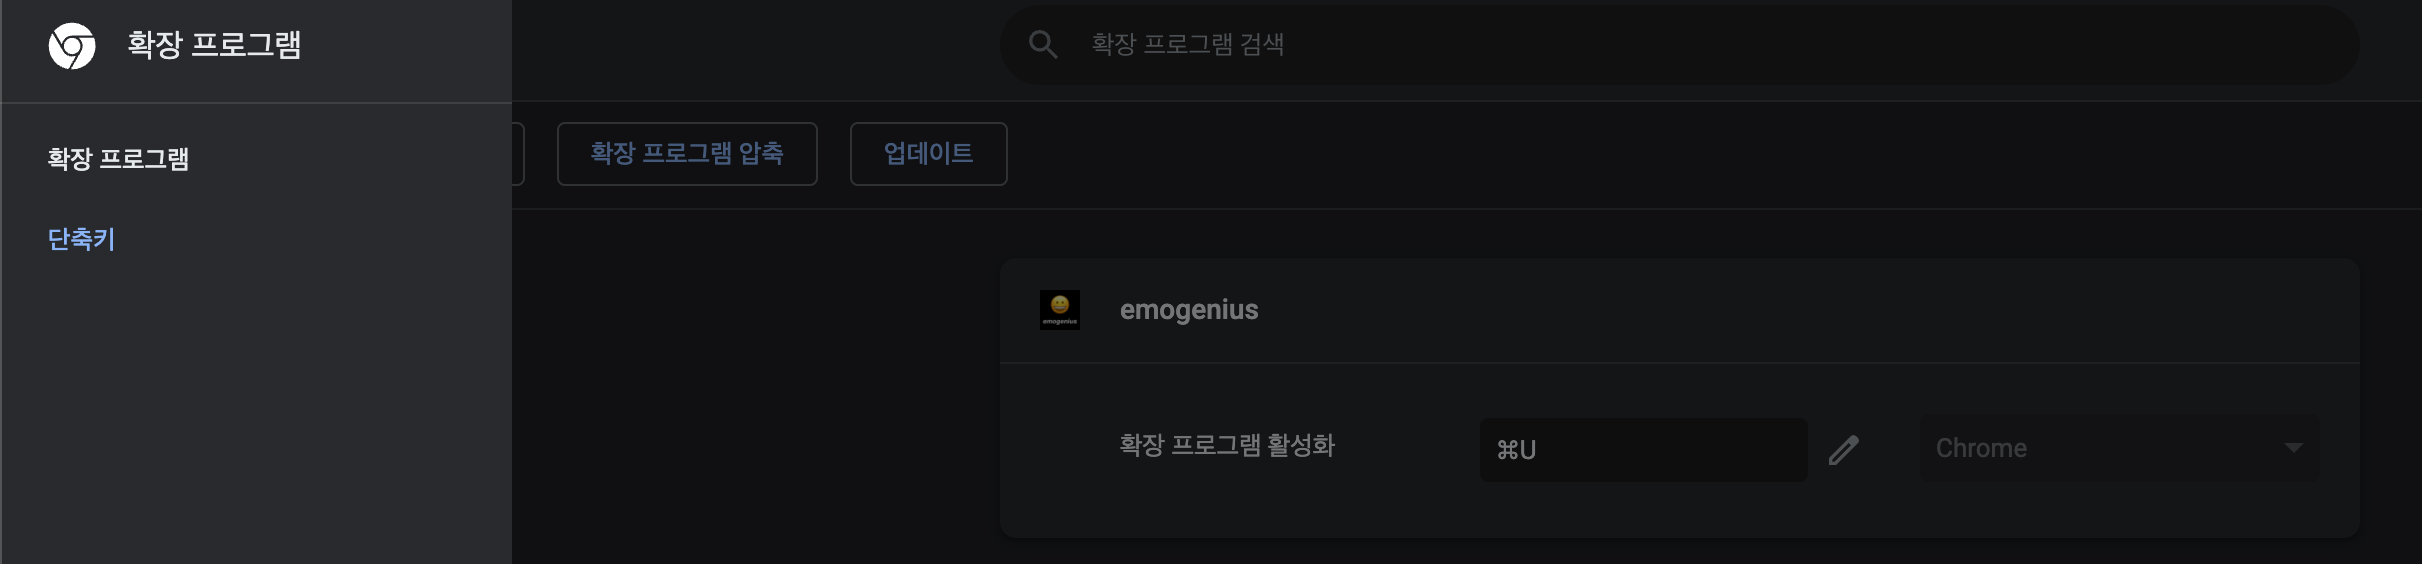 확장 프로그램
확장 프로그램 검색
확장 프로그램
단축키
확장 프로그램 압축
업데이트
emogenius
emogenius
확장 프로그램 활성화
⌘U
Chrome